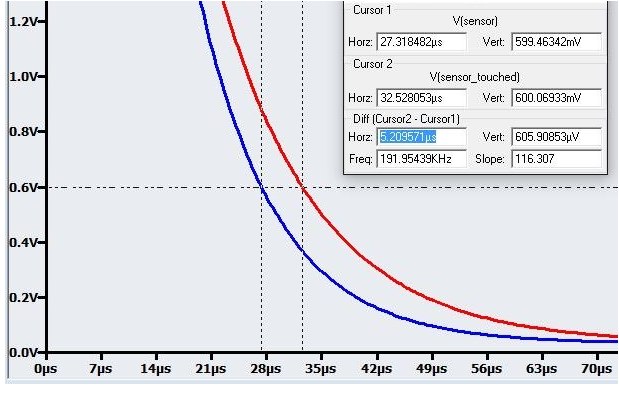 Cursor 1
V(sensor)
Horz: 27.318482µs Vert: 599.46342mV
Cursor 2
V(sensor_touched)
Horz: 32.528053µs Vert: 600.06933mV
Diff (Cursor2 - Cursor1)
Horz: 5.209571µs Vert: 605.90853µV
Freq: 191.95439KHz Slope: 116.307
1.2V
1.0V
0.8V
0.6V
0.4V
0.2V
0.0V
0µs 7µs 14µs 21µs 28µs 35µs 42µs 49µs 56µs 63µs 70µs